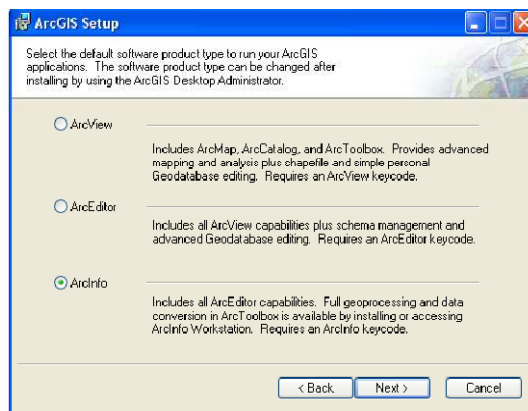 ArcGIS Setup
Select the default software product type to run your ArcGIS
applications. The software product type can be changed after
installing by using the ArcGIS Desktop Administrator.
ArcView
Includes ArcMap, ArcCatalog, and ArcToolbox. Provides advanced
mapping and analysis plus shapefile and simple personal
Geodatabase editing. Requires an ArcView keycode.
ArcEditor
Includes all ArcView capabilities plus schema management and
advanced Geodatabase editing. Requires an ArcEditor keycode.
ArcInfo
Includes all ArcEditor capabilities. Full geoprocessing and data
conversion in ArcToolbox is available by installing or accessing
ArcInfo Workstation. Requires an ArcInfo keycode.
< Back Next > Cancel